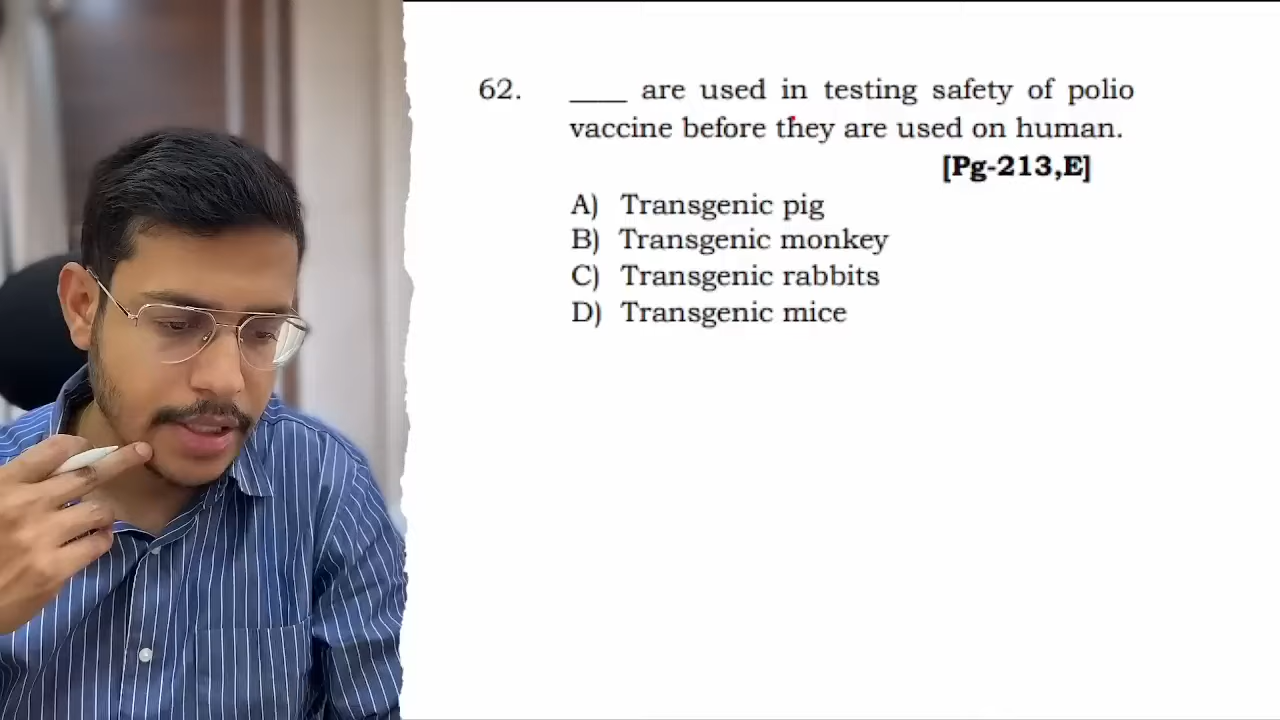 62. ____ are used in testing safety of polio
vaccine before they are used on human.
[Pg-213,E]
A) Transgenic pig
B) Transgenic monkey
C) Transgenic rabbits
D) Transgenic mice